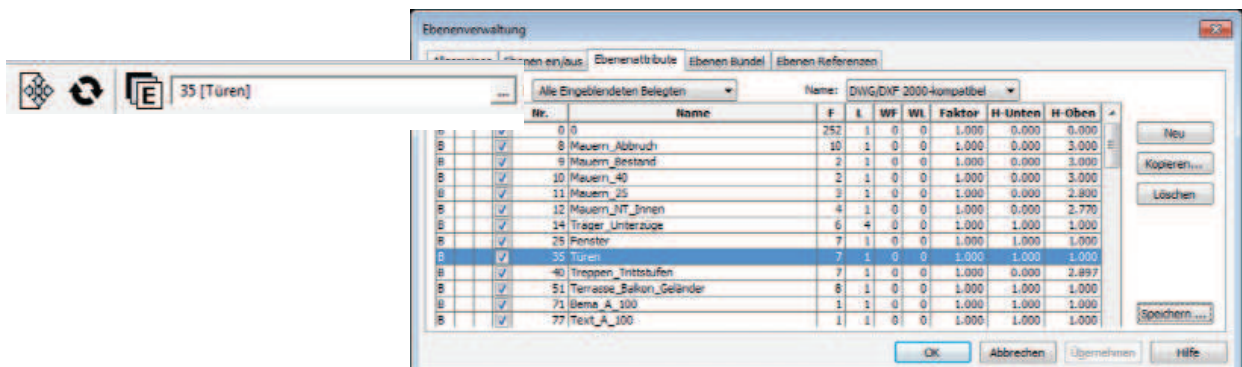 Ebenenverwaltung
Ebenen ein/aus Ebenenattribute Ebenen Bündel Ebenen Referenzen
E 35 [Türen] ...
Alle Eingeblendeten Belegten Name: DWG/DXF 2000-kompatibel
Nr. Name F L WF WL Faktor H-Unten H-Oben
B 0 0 252 1 0 0 1.000 0.000 0.000
Neu
B 8 Mauern_Abbruch 10 1 0 0 1.000 0.000 3.000
B 9 Mauern_Bestand 2 1 0 0 1.000 0.000 3.000
Kopieren...
B 10 Mauern_40 2 1 0 0 1.000 0.000 3.000
B 11 Mauern_25 3 1 0 0 1.000 0.000 2.800
Löschen
B 12 Mauern_NT_Innen 4 1 0 0 1.000 0.000 2.770
B 14 Träger_Unterzüge 6 4 0 0 1.000 1.000 1.000
B 25 Fenster 7 1 0 0 1.000 1.000 1.000
B 35 Türen 7 1 0 0 1.000 1.000 1.000
B 40 Treppen_Trittstufen 7 1 0 0 1.000 0.000 2.897
B 51 Terrasse_Balkon_Geländer 8 1 0 0 1.000 1.000 1.000
B 71 Bema_A_100 1 1 0 0 1.000 1.000 1.000
B 77 Text_A_100 1 1 0 0 1.000 1.000 1.000
Speichern ...
OK Abbrechen Übernehmen Hilfe